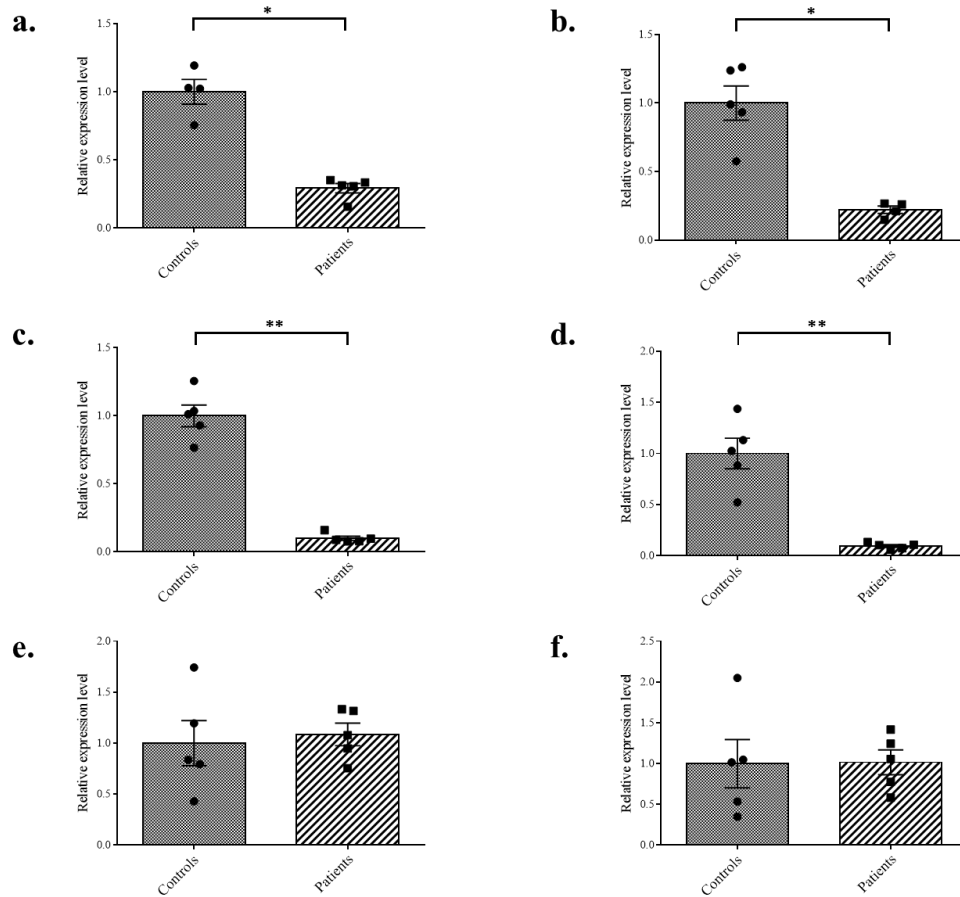 a.
*
Relative expression level
1.5
1.0
0.5
0.0
Controls
Patients
b.
*
Relative expression level
1.5
1.0
0.5
0.0
Controls
Patients
c.
**
Relative expression level
1.5
1.0
0.5
0.0
Controls
Patients
d.
**
Relative expression level
2.0
1.5
1.0
0.5
0.0
Controls
Patients
e.
Relative expression level
2.0
1.5
1.0
0.5
0.0
Controls
Patients
f.
Relative expression level
2.5
2.0
1.5
1.0
0.5
0.0
Controls
Patients